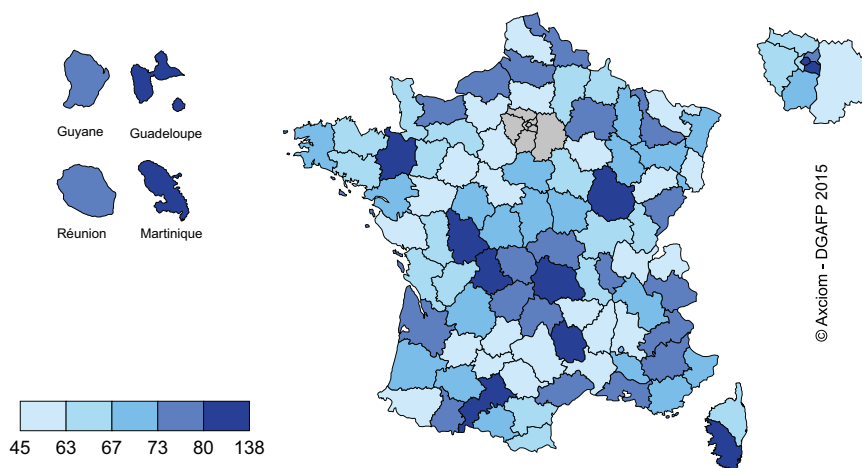 Guyane
Guadeloupe
Réunion
Martinique
45 63 67 73 80 138
© Axciom - DGAFP 2015